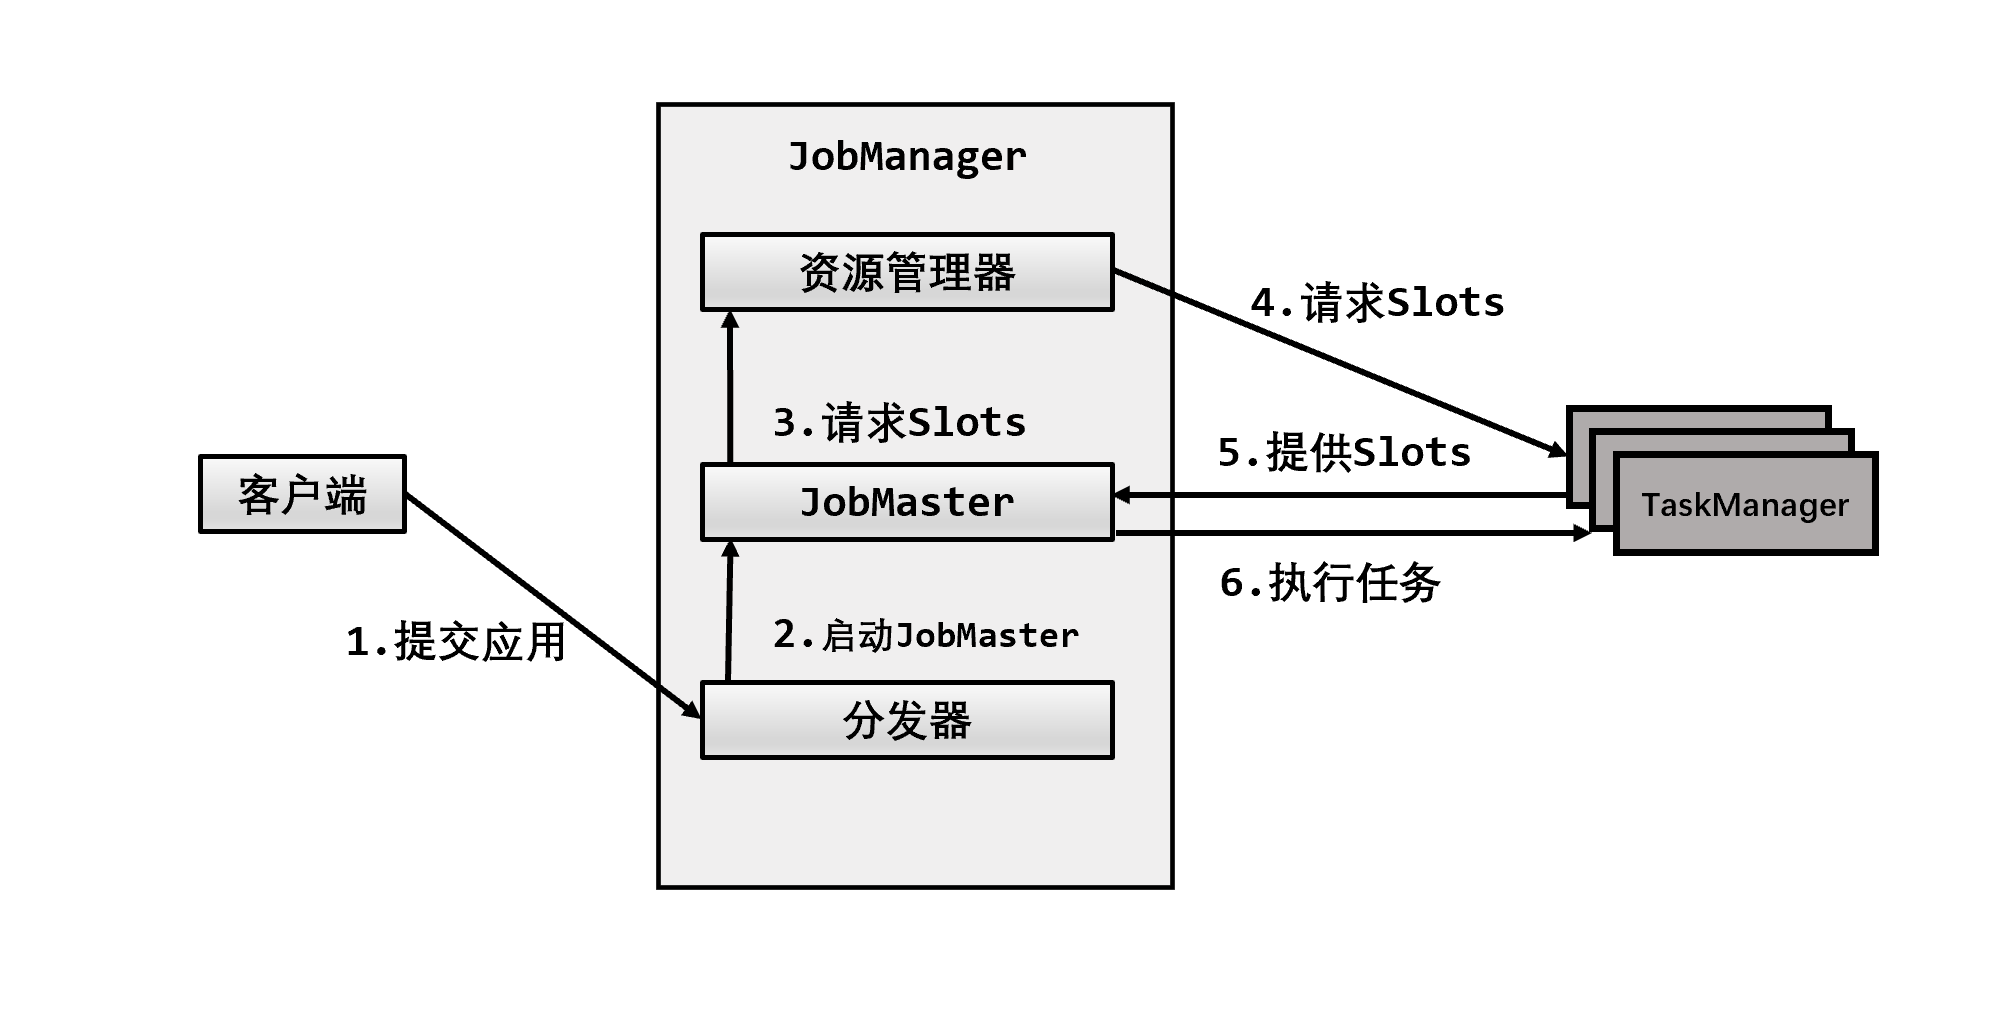 JobManager
资源管理器
4.请求Slots
3.请求Slots
5.提供Slots
客户端
JobMaster
TaskManager
6.执行任务
1.提交应用
2.启动JobMaster
分发器